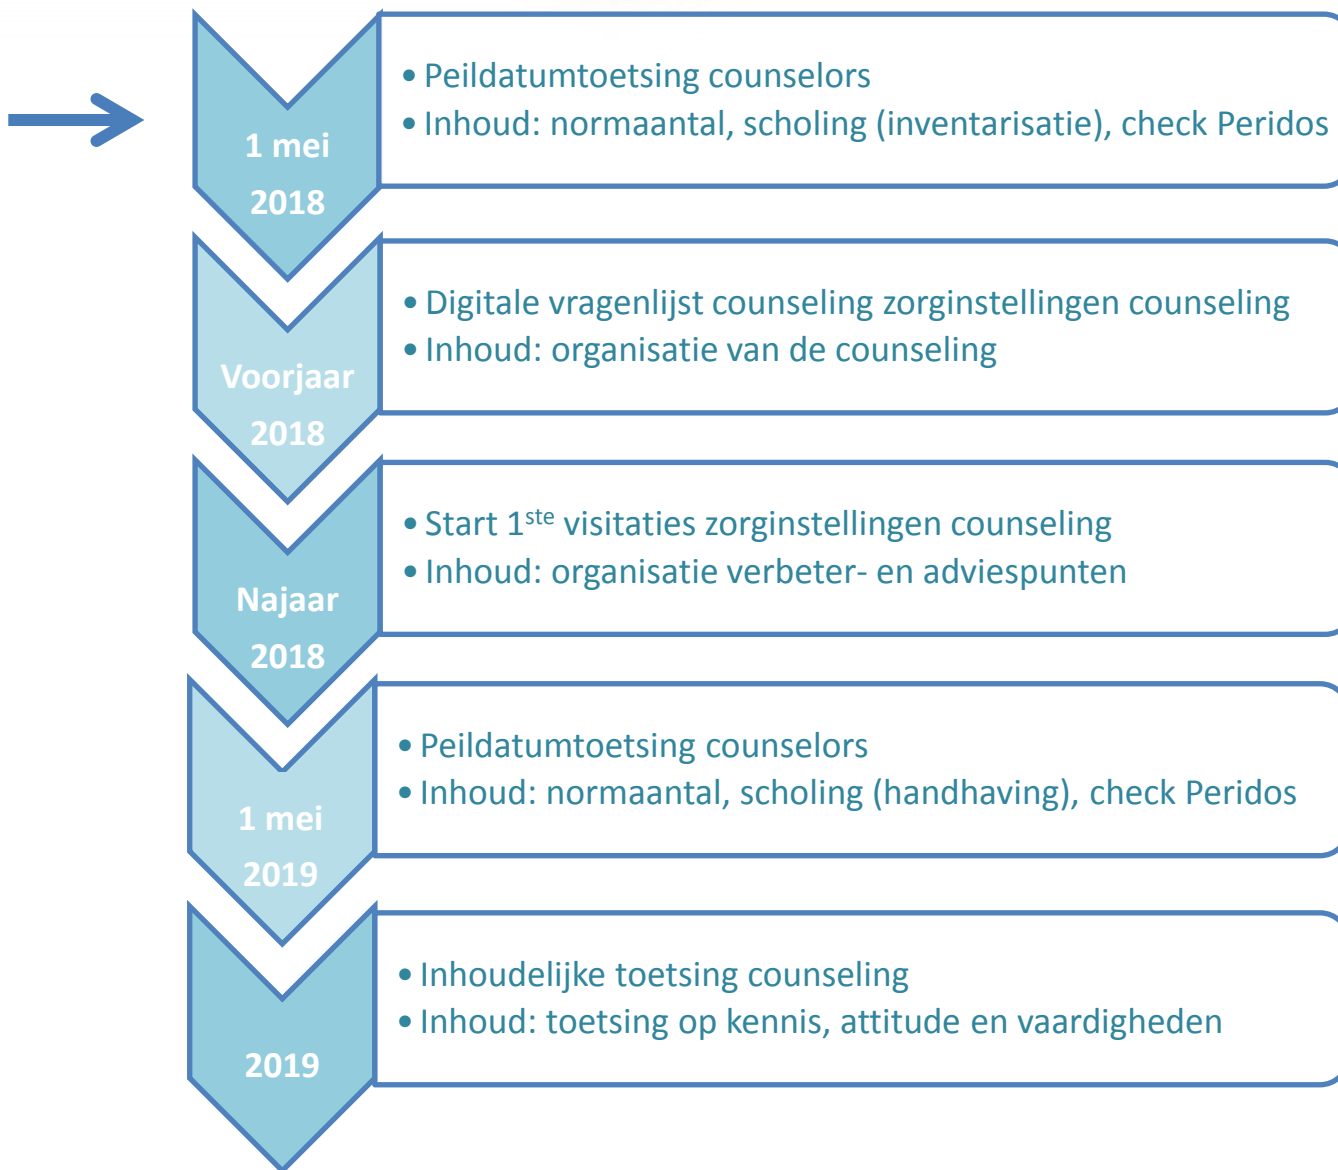 1 mei
2018
• Peildatumtoetsing counselors
• Inhoud: normaantal, scholing (inventarisatie), check Peridos
Voorjaar
2018
• Digitale vragenlijst counseling zorginstellingen counseling
• Inhoud: organisatie van de counseling
Najaar
2018
• Start 1ste visitaties zorginstellingen counseling
• Inhoud: organisatie verbeter- en adviespunten
1 mei
2019
• Peildatumtoetsing counselors
• Inhoud: normaantal, scholing (handhaving), check Peridos
2019
• Inhoudelijke toetsing counseling
• Inhoud: toetsing op kennis, attitude en vaardigheden